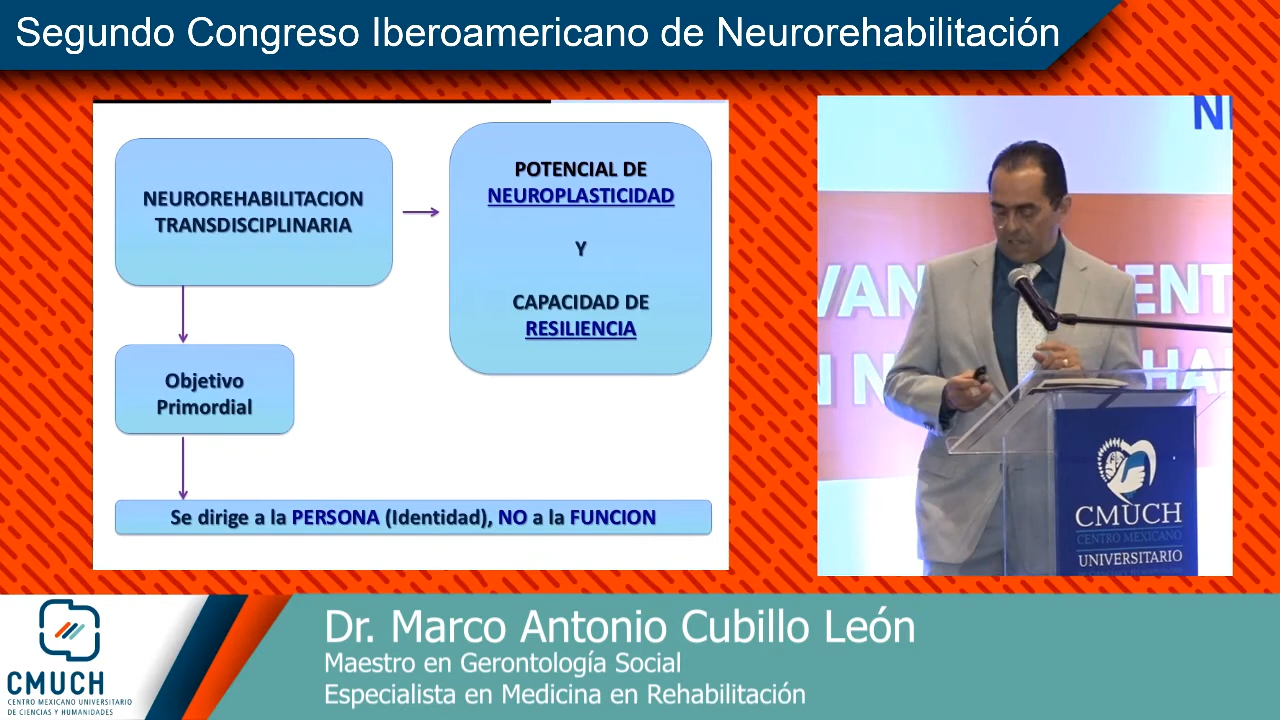 Segundo Congreso Iberoamericano de Neurorehabilitación
NEUROREHABILITACION
TRANSDISCIPLINARIA
POTENCIAL DE
NEUROPLASTICIDAD
Y
CAPACIDAD DE
RESILIENCIA
Objetivo
Primordial
Se dirige a la PERSONA (Identidad), NO a la FUNCION
CMUCH
CENTRO MEXICANO
UNIVERSITARIO
Dr. Marco Antonio Cubillo León
Maestro en Gerontología Social
Especialista en Medicina en Rehabilitación
CMUCH
CENTRO MEXICANO UNIVERSITARIO
DE CIENCIAS Y HUMANIDADES